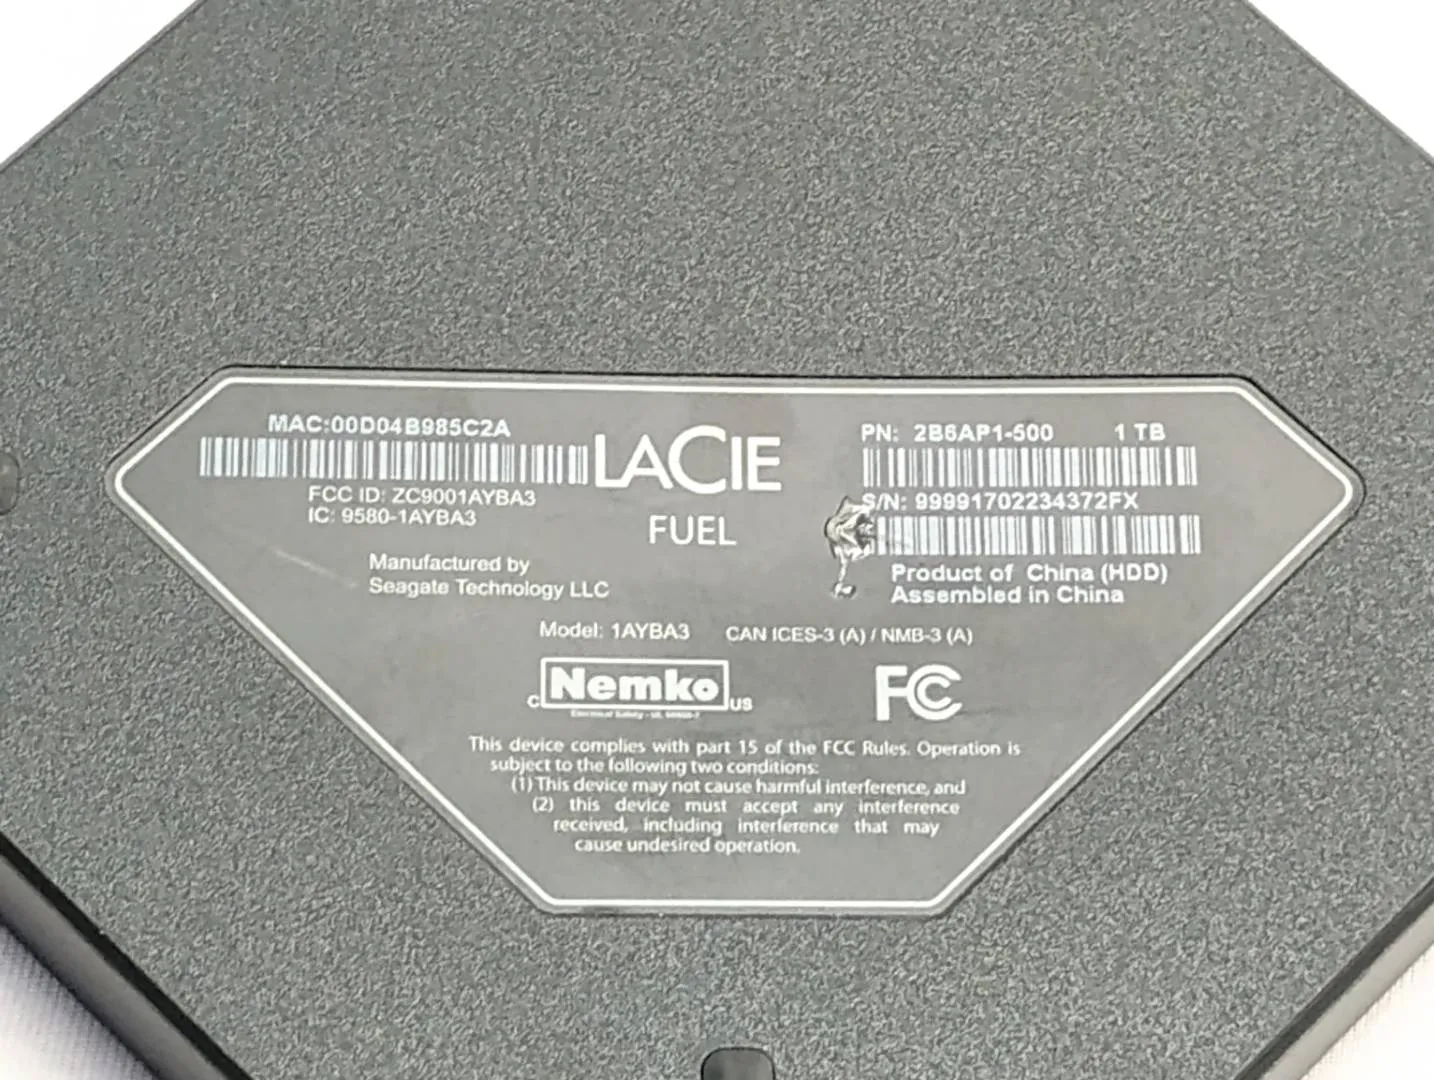 MAC:00D04B985C2A
FCC ID: ZC9001AYBA3
IC: 9580-1AYBA3
Manufactured by
Seagate Technology LLC
LACIE
FUEL
PN: 2B6AP1-500 1 TB
S/N: 99991702234372FX
Product of China (HDD)
Assembled in China
Model: 1AYBA3 CAN ICES-3 (A) / NMB-3 (A)
C Nemko US
FC
This device complies with part 15 of the FCC Rules. Operation is
subject to the following two conditions:
(1) This device may not cause harmful interference, and
(2) this device must accept any interference
received, including interference that may
cause undesired operation.